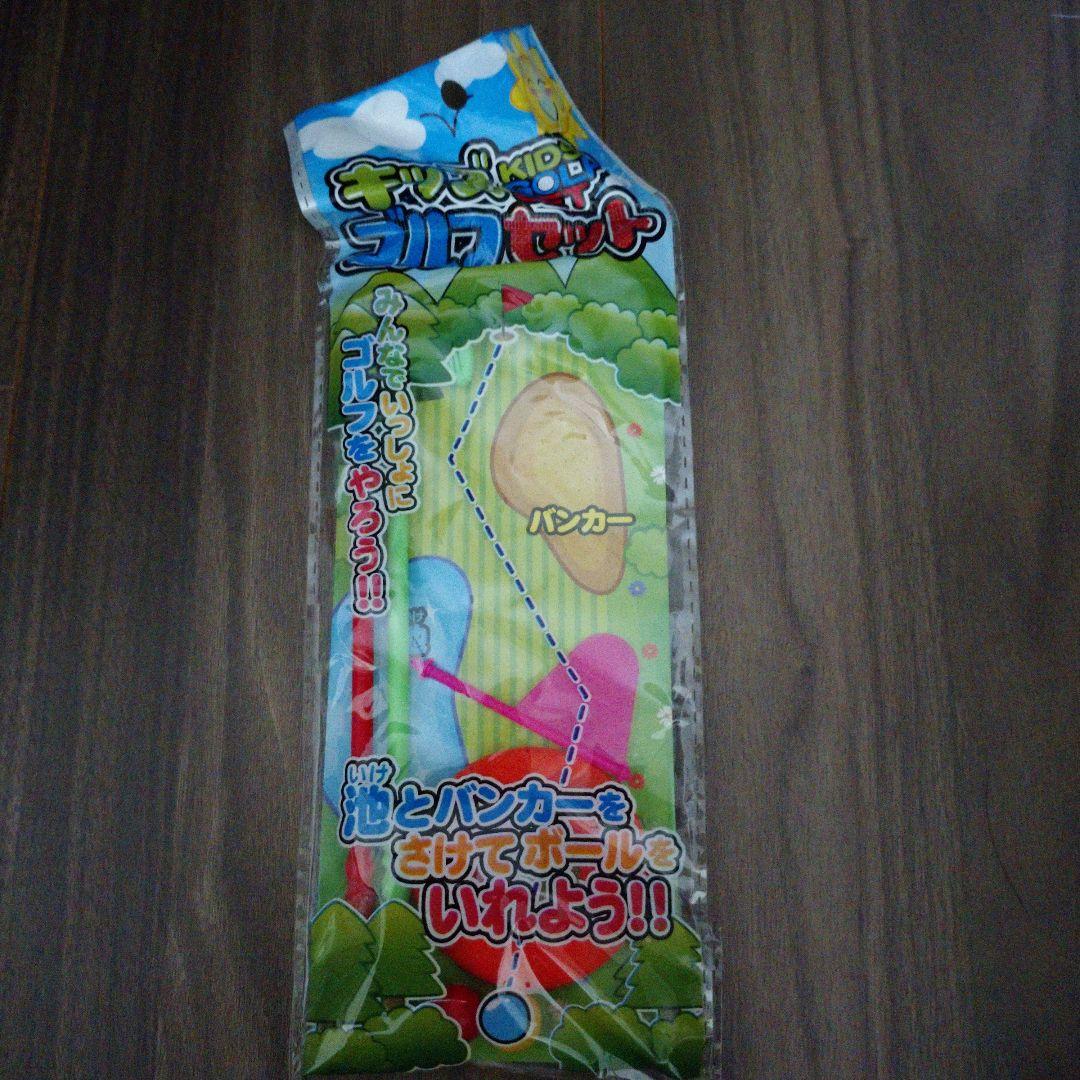 キッズ KID'S
GOLF
ゴルフセット
みんなでいっしょに
ゴルフをやろう!!
バンカー
いけ
池とバンカーを
さけてボールを
いれよう!!